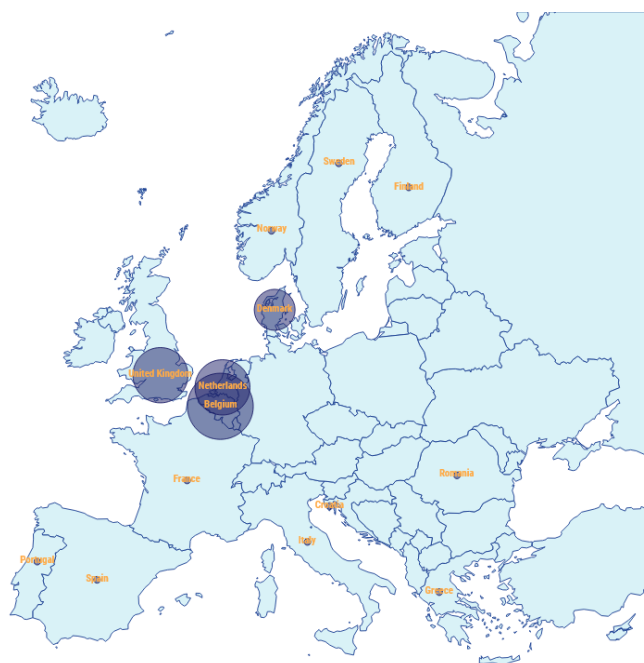 Sweden
Finland
Norway
Denmark
United Kingdom
Netherlands
Belgium
France
Romania
Croatia
Italy
Portugal
Spain
Greece